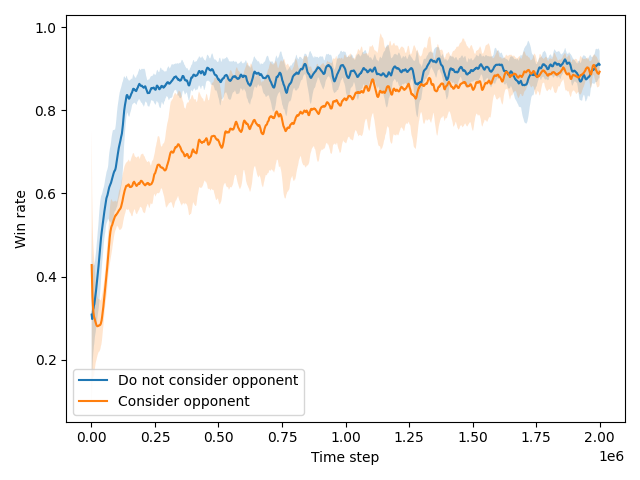 1.0
0.8
0.6
0.4
0.2
Win rate
Do not consider opponent
Consider opponent
0.00 0.25 0.50 0.75 1.00 1.25 1.50 1.75 2.00
Time step
1e6